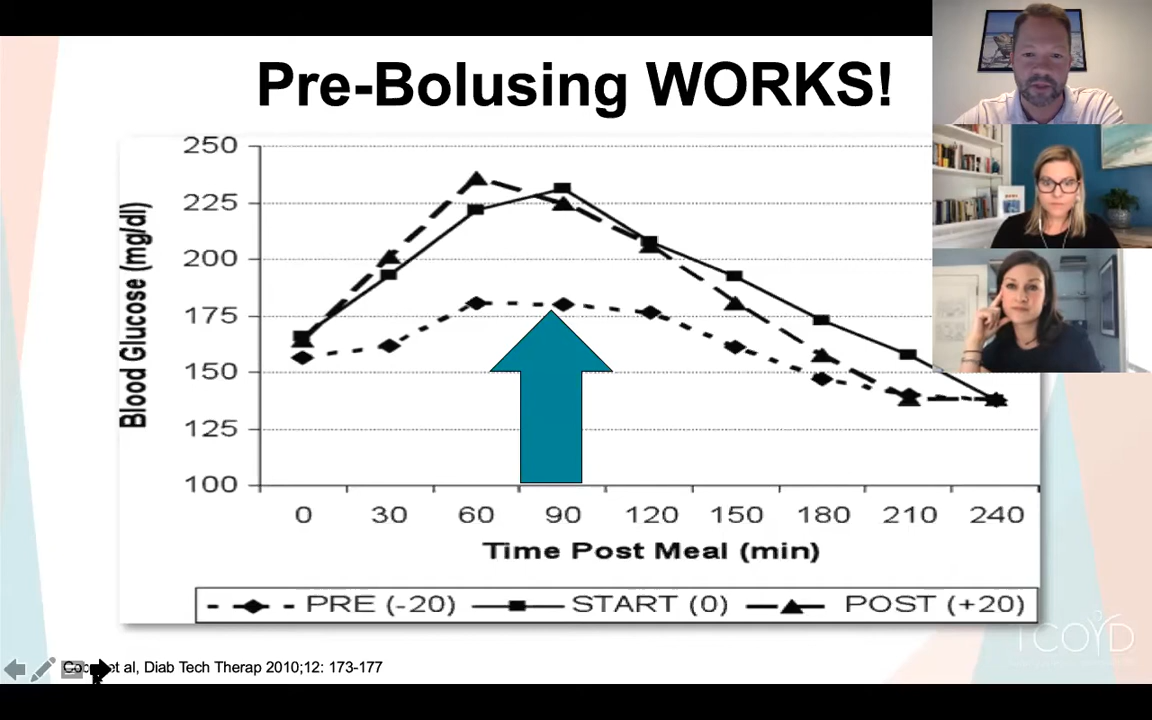 Pre-Bolusing WORKS!
250
225
200
175
150
125
100
Blood Glucose (mg/dl)
0 30 60 90 120 150 180 210 240
Time Post Meal (min)
PRE (-20) START (0) POST (+20)
et al, Diab Tech Therap 2010;12: 173-177
TCOYD